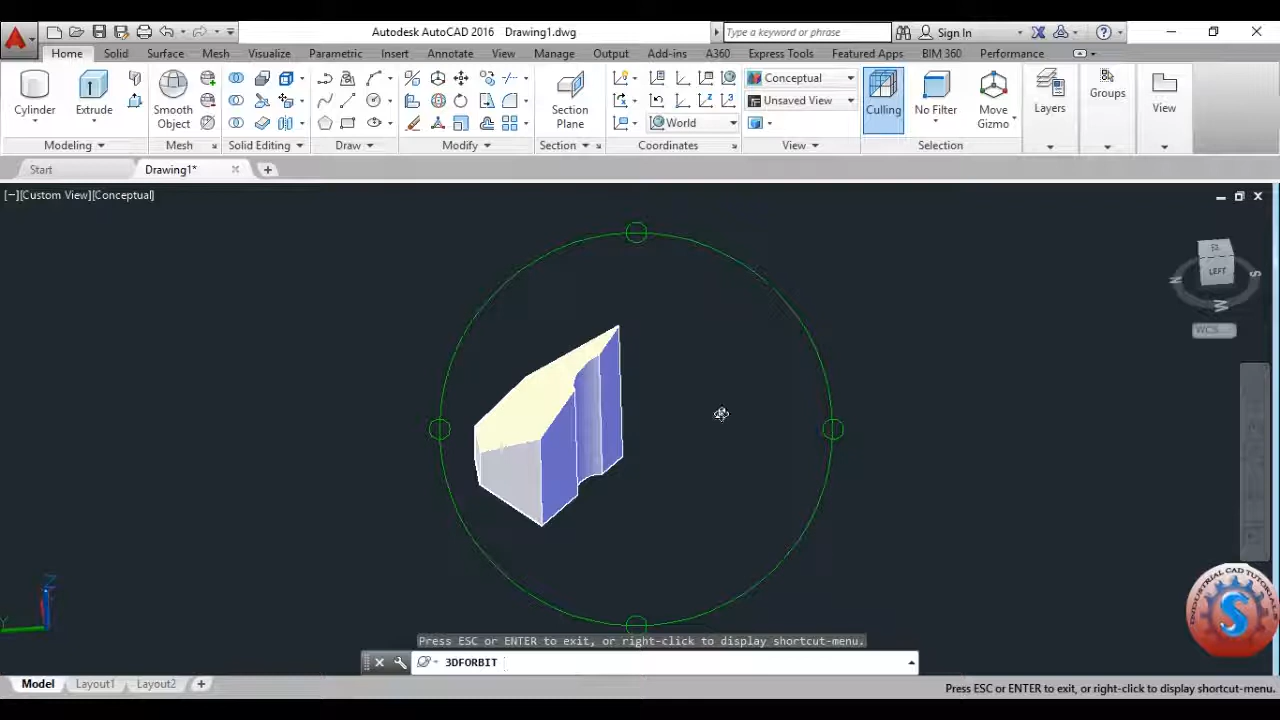 Autodesk AutoCAD 2016 Drawing1.dwg
Type a keyword or phrase
Sign In
Home Solid Surface Mesh Visualize Parametric Insert Annotate View Manage Output Add-ins A360 Express Tools Featured Apps BIM 360 Performance
Cylinder
Extrude
Smooth
Object
Section
Plane
World
Conceptual
Unsaved View
Culling
No Filter
Move
Gizmo
Layers
Groups
View
Modeling Mesh Solid Editing Draw Modify Section Coordinates View Selection
Start Drawing1*
[−][Custom View][Conceptual]
LEFT
N S
W
WCS
Z
Y
INDUSTRIAL CAD TUTORIALS
S
Press ESC or ENTER to exit, or right-click to display shortcut-menu.
3DFORBIT
Model Layout1 Layout2
Press ESC or ENTER to exit, or right-click to display shortcut-menu.